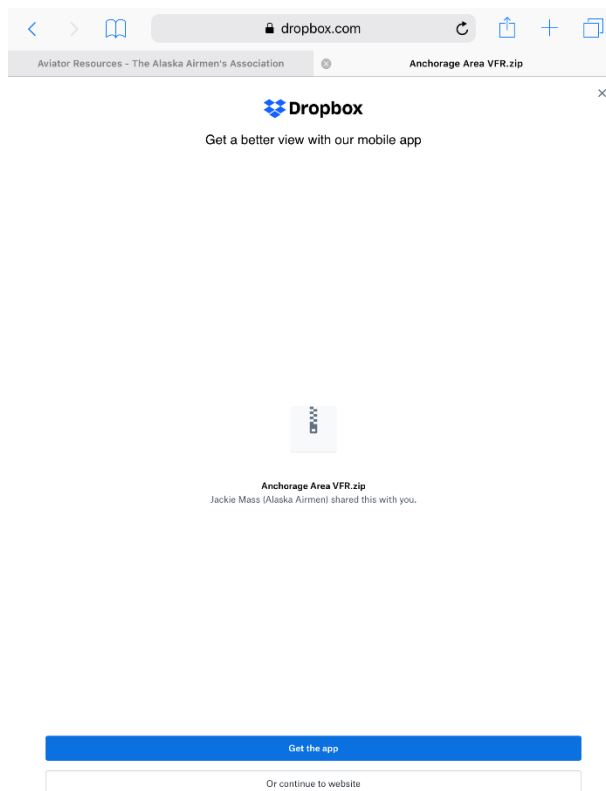 dropbox.com
Aviator Resources - The Alaska Airmen's Association
Anchorage Area VFR.zip
Dropbox
Get a better view with our mobile app
Anchorage Area VFR.zip
Jackie Mass (Alaska Airmen) shared this with you.
Get the app
Or continue to website